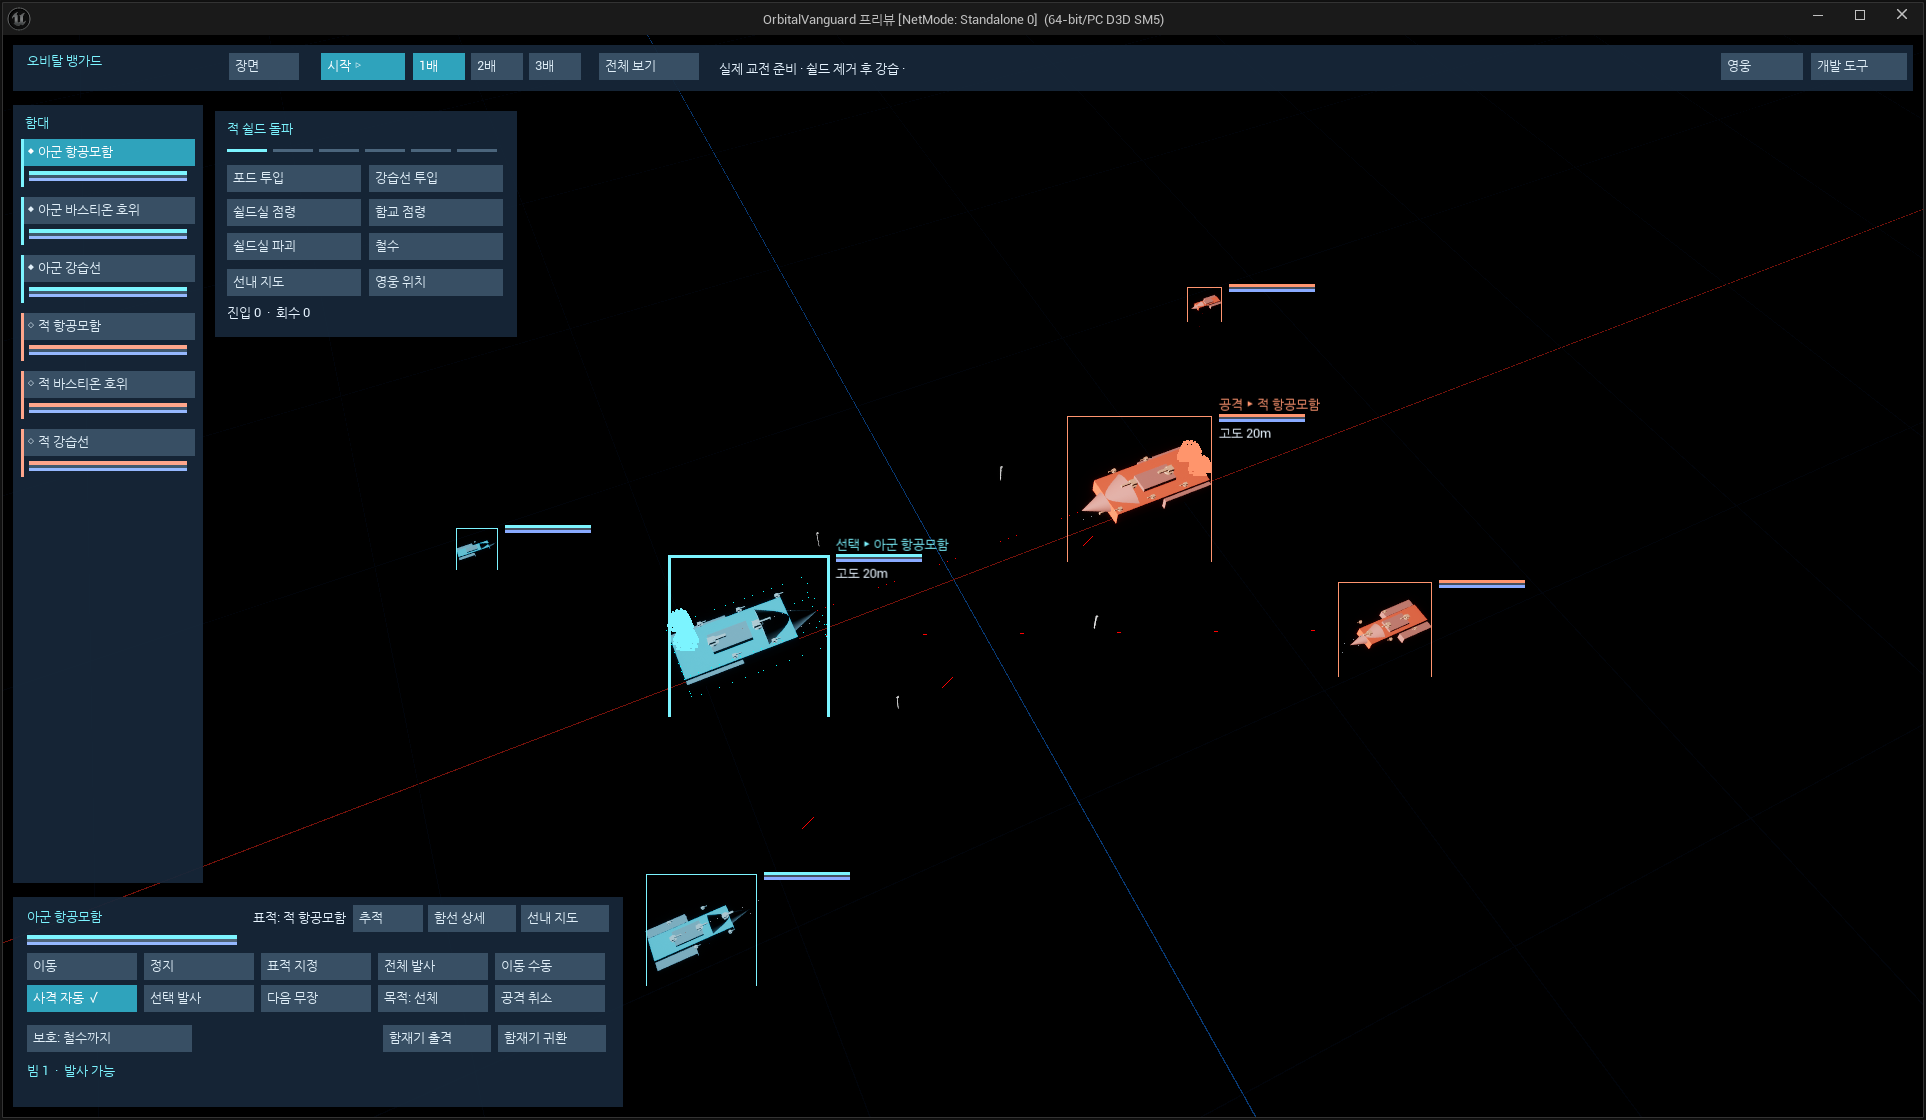 OrbitalVanguard 프리뷰 [NetMode: Standalone 0] (64-bit/PC D3D SM5)
오비탈 뱅가드
장면
시작 ▷
1배
2배
3배
전체 보기
실제 교전 준비 · 쉴드 제거 후 강습 ·
영웅
개발 도구
함대
◆ 아군 항공모함
◆ 아군 바스티온 호위
◆ 아군 강습선
◇ 적 항공모함
◇ 적 바스티온 호위
◇ 적 강습선
적 쉴드 돌파
포드 투입
강습선 투입
쉴드실 점령
함교 점령
쉴드실 파괴
철수
선내 지도
영웅 위치
진입 0 · 회수 0
공격 ▶ 적 항공모함
고도 20m
선택 ▶ 아군 항공모함
고도 20m
아군 항공모함
표적: 적 항공모함
추적
함선 상세
선내 지도
이동
정지
표적 지정
전체 발사
이동 수동
사격 자동 √
선택 발사
다음 무장
목적: 선체
공격 취소
보호: 철수까지
함재기 출격
함재기 귀환
빔 1 · 발사 가능